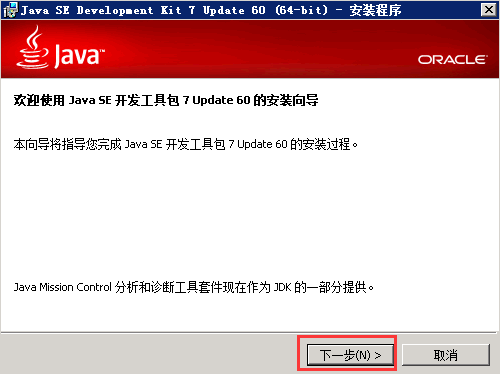 Java SE Development Kit 7 Update 60 (64-bit) - 安装程序
Java™
ORACLE
欢迎使用 Java SE 开发工具包 7 Update 60 的安装向导
本向导将指导您完成 Java SE 开发工具包 7 Update 60 的安装过程。
Java Mission Control 分析和诊断工具套件现在作为 JDK 的一部分提供。
下一步(N) >
取消